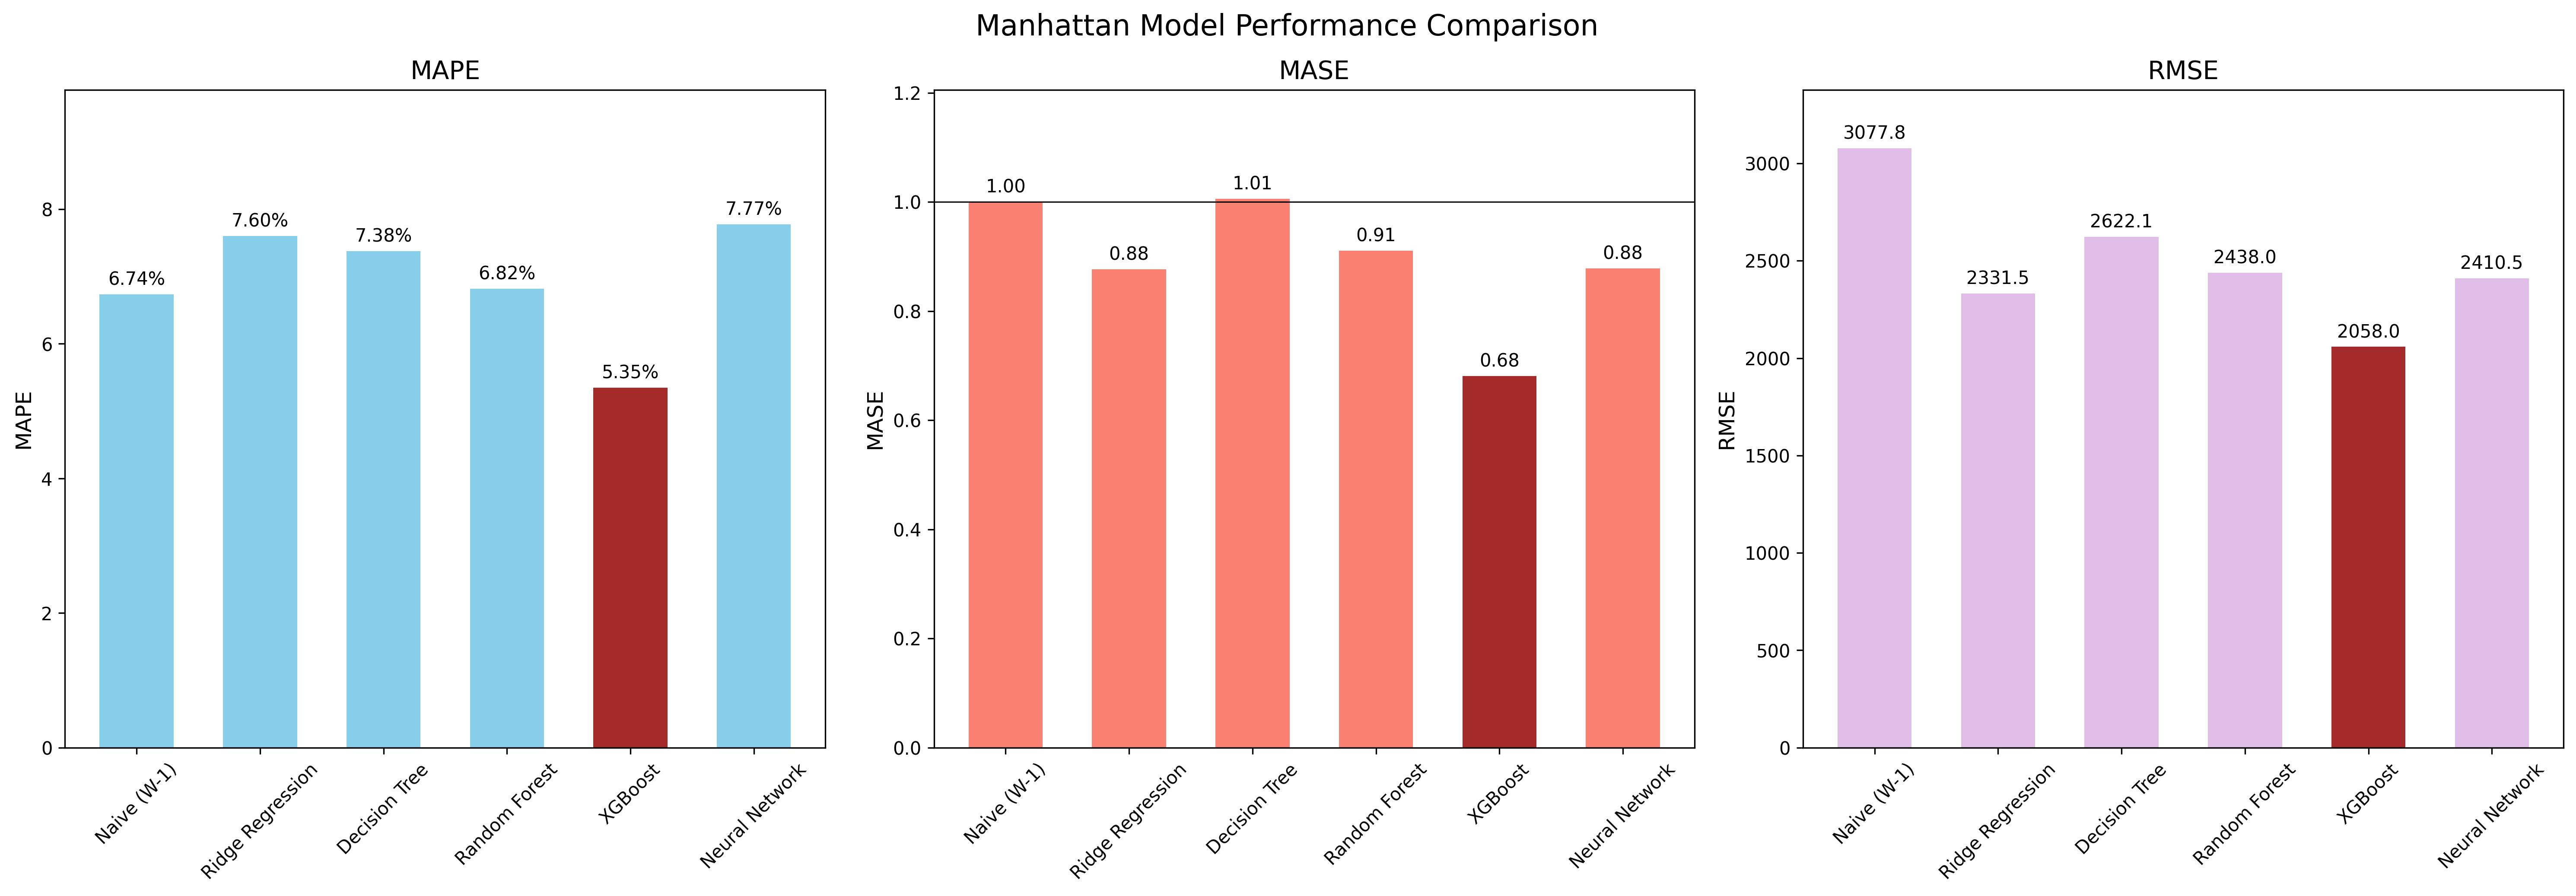 Manhattan Model Performance Comparison
MAPE
MAPE
8
6
4
2
0
6.74%
7.60%
7.38%
6.82%
5.35%
7.77%
Naive (W-1)
Ridge Regression
Decision Tree
Random Forest
XGBoost
Neural Network
MASE
MASE
1.2
1.0
0.8
0.6
0.4
0.2
0.0
1.00
0.88
1.01
0.91
0.68
0.88
Naive (W-1)
Ridge Regression
Decision Tree
Random Forest
XGBoost
Neural Network
RMSE
RMSE
3000
2500
2000
1500
1000
500
0
3077.8
2331.5
2622.1
2438.0
2058.0
2410.5
Naive (W-1)
Ridge Regression
Decision Tree
Random Forest
XGBoost
Neural Network